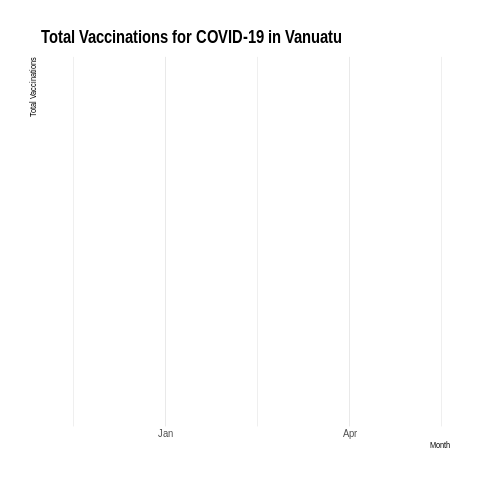 Total Vaccinations for COVID-19 in Vanuatu
Total Vaccinations
Jan
Apr
Month